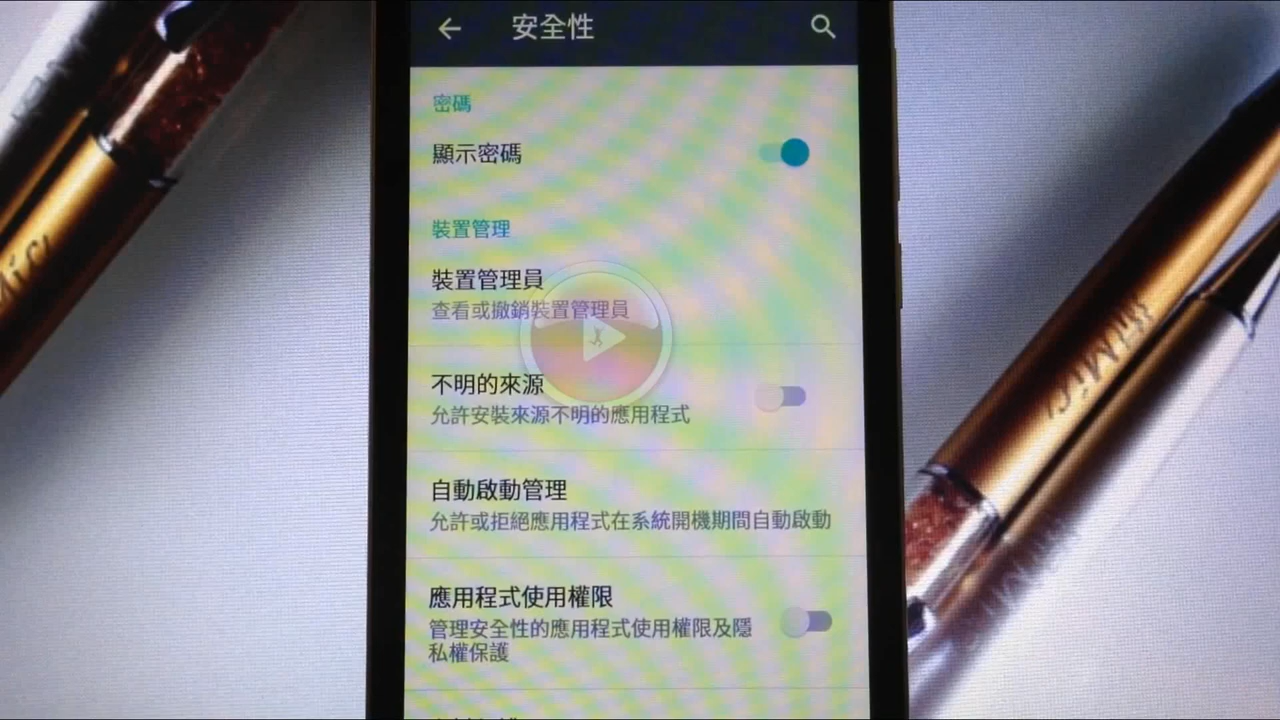 安全性
密碼
顯示密碼
裝置管理
裝置管理員
查看或撤銷裝置管理員
不明的來源
允許安裝來源不明的應用程式
自動啟動管理
允許或拒絕應用程式在系統開機期間自動啟動
應用程式使用權限
管理安全性的應用程式使用權限及隱
私權保護